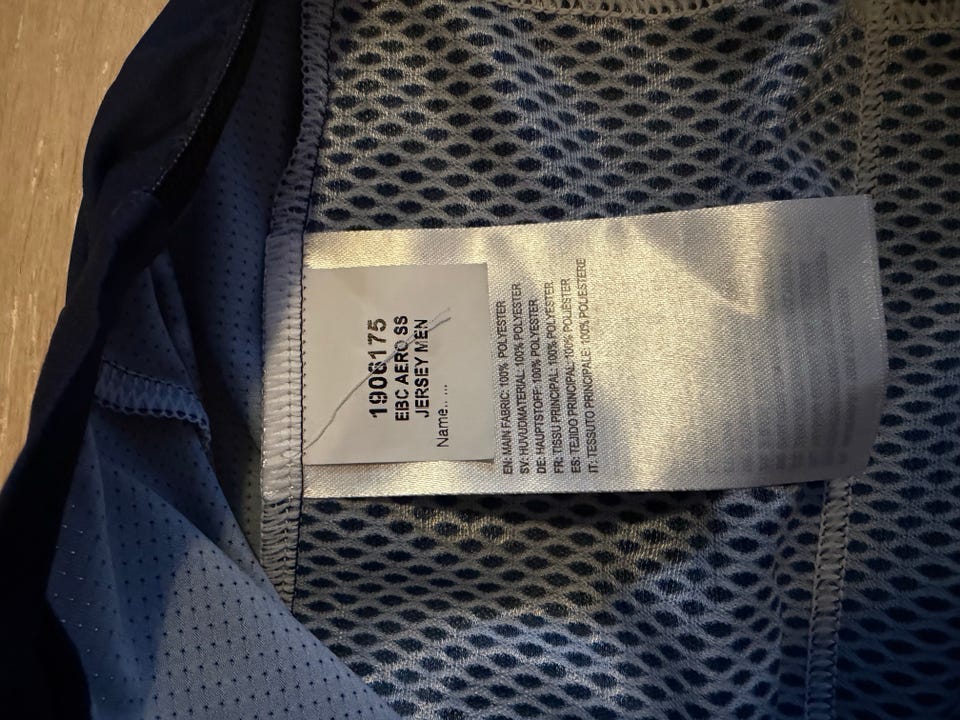 1906175
EBC AERO SS
JERSEY MEN
Name.. ...
EN: MAIN FABRIC: 100% POLYESTER
SV: HUVUDMATERIAL: 100% POLYESTER
DE: HAUPTSTOFF: 100% POLYESTER
FR: TISSU PRINCIPAL: 100% POLYESTER
ES: TEJIDO PRINCIPAL: 100% POLIÉSTER
IT: TESSUTO PRINCIPALE: 100% POLIESTERE